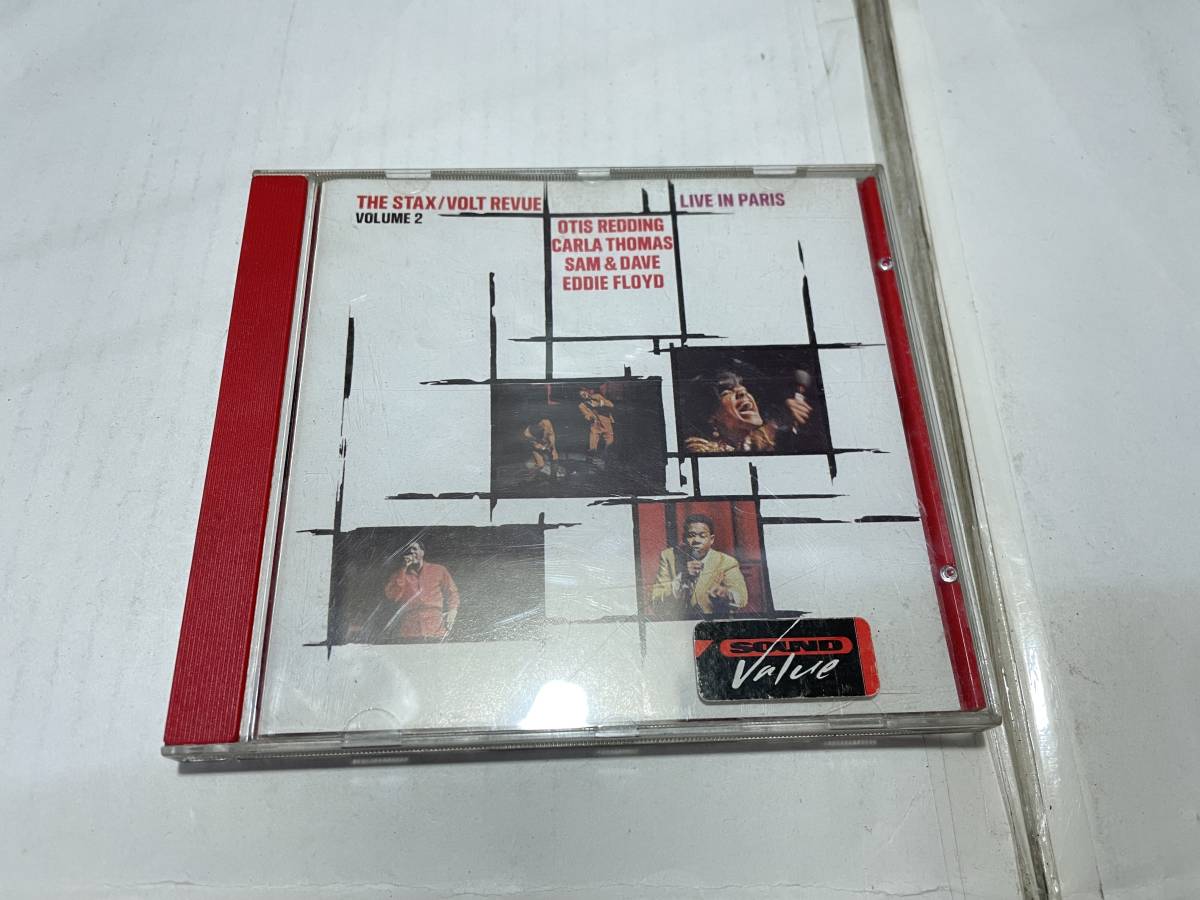 THE STAX/VOLT REVUE
VOLUME 2
LIVE IN PARIS
OTIS REDDING
CARLA THOMAS
SAM & DAVE
EDDIE FLOYD
SOUND
Value